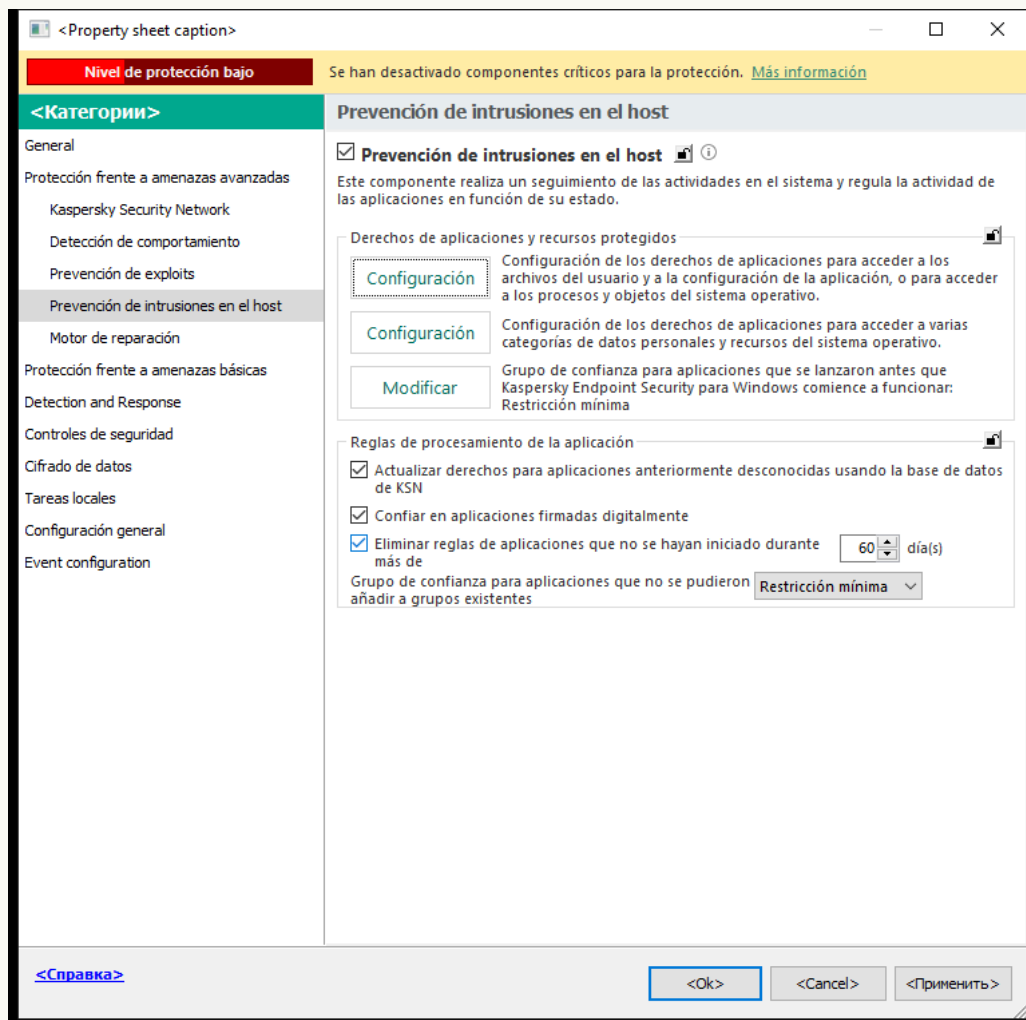 <Property sheet caption>
Nivel de protección bajo
Se han desactivado componentes críticos para la protección. Más información
<Категории>
General
Protección frente a amenazas avanzadas
Kaspersky Security Network
Detección de comportamiento
Prevención de exploits
Prevención de intrusiones en el host
Motor de reparación
Protección frente a amenazas básicas
Detection and Response
Controles de seguridad
Cifrado de datos
Tareas locales
Configuración general
Event configuration
Prevención de intrusiones en el host
Prevención de intrusiones en el host
Este componente realiza un seguimiento de las actividades en el sistema y regula la actividad de
las aplicaciones en función de su estado.
Derechos de aplicaciones y recursos protegidos
Configuración
Configuración de los derechos de aplicaciones para acceder a los
archivos del usuario y a la configuración de la aplicación, o para acceder
a los procesos y objetos del sistema operativo.
Configuración
Configuración de los derechos de aplicaciones para acceder a varias
categorías de datos personales y recursos del sistema operativo.
Modificar
Grupo de confianza para aplicaciones que se lanzaron antes que
Kaspersky Endpoint Security para Windows comience a funcionar:
Restricción mínima
Reglas de procesamiento de la aplicación
Actualizar derechos para aplicaciones anteriormente desconocidas usando la base de datos
de KSN
Confiar en aplicaciones firmadas digitalmente
Eliminar reglas de aplicaciones que no se hayan iniciado durante
más de
60 día(s)
Grupo de confianza para aplicaciones que no se pudieron
añadir a grupos existentes
Restricción mínima
<Справка>
<Ok>
<Cancel>
<Применить>